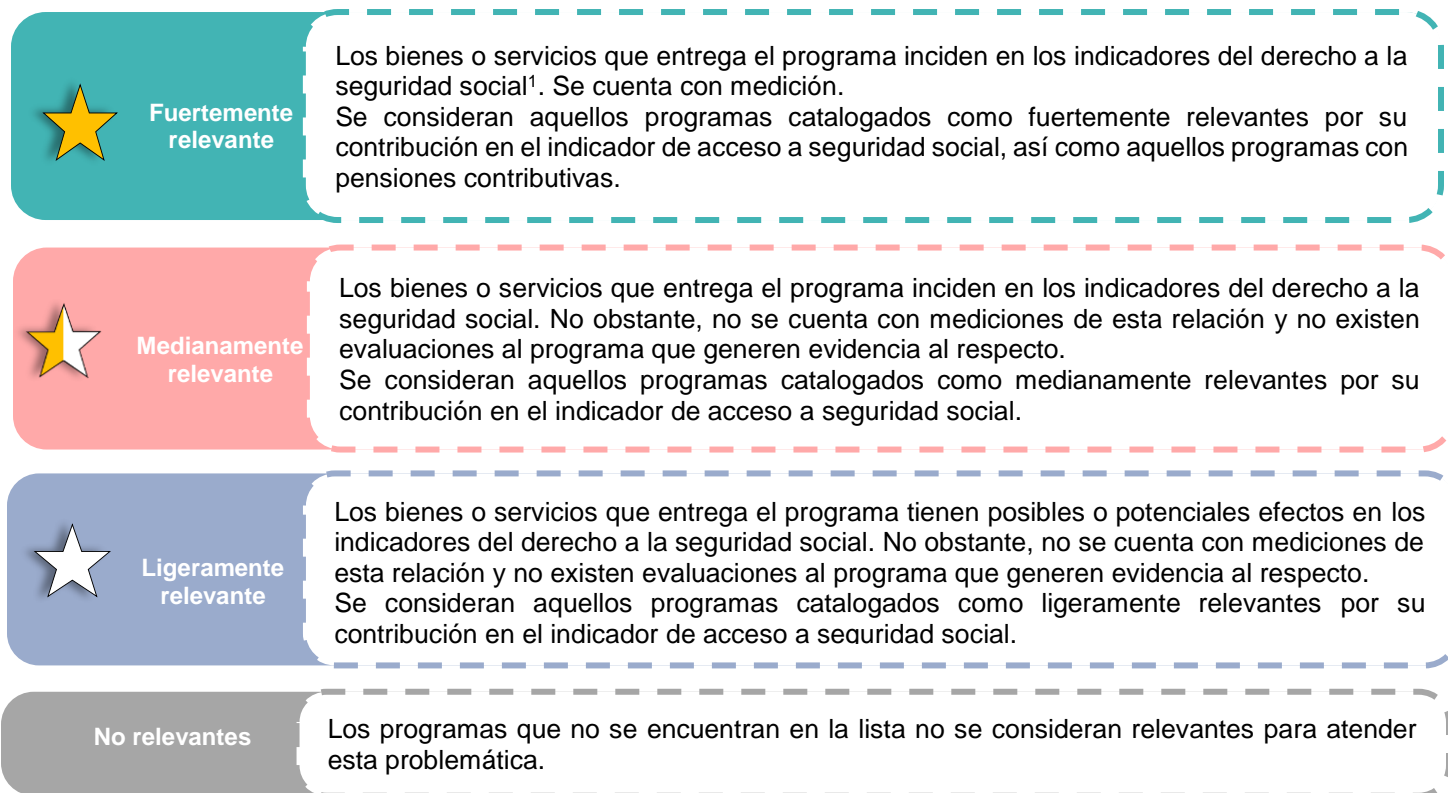 Fuertemente
relevante
Los bienes o servicios que entrega el programa inciden en los indicadores del derecho a la
seguridad social¹. Se cuenta con medición.
Se consideran aquellos programas catalogados como fuertemente relevantes por su
contribución en el indicador de acceso a seguridad social, así como aquellos programas con
pensiones contributivas.
Medianamente
relevante
Los bienes o servicios que entrega el programa inciden en los indicadores del derecho a la
seguridad social. No obstante, no se cuenta con mediciones de esta relación y no existen
evaluaciones al programa que generen evidencia al respecto.
Se consideran aquellos programas catalogados como medianamente relevantes por su
contribución en el indicador de acceso a seguridad social.
Ligeramente
relevante
Los bienes o servicios que entrega el programa tienen posibles o potenciales efectos en los
indicadores del derecho a la seguridad social. No obstante, no se cuenta con mediciones de
esta relación y no existen evaluaciones al programa que generen evidencia al respecto.
Se consideran aquellos programas catalogados como ligeramente relevantes por su
contribución en el indicador de acceso a seguridad social.
No relevantes
Los programas que no se encuentran en la lista no se consideran relevantes para atender
esta problemática.